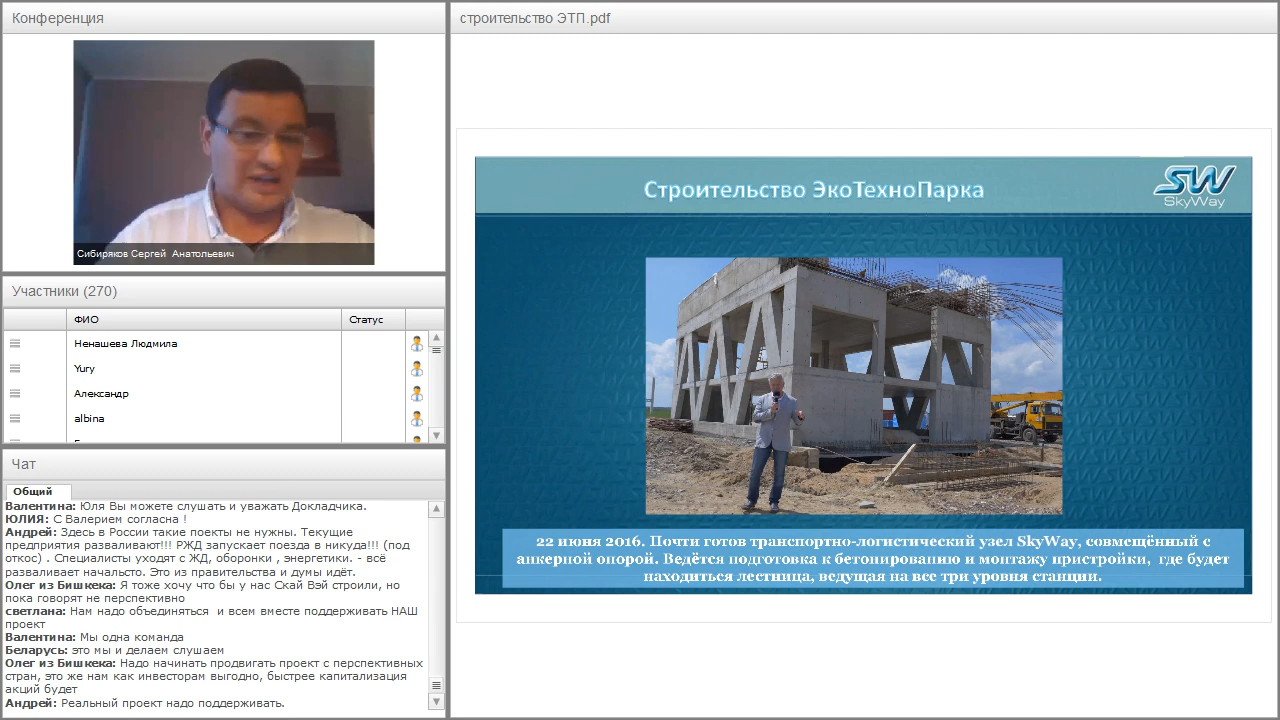 Конференция
Сибиряков Сергей Анатольевич
Участники (270)
ФИО
Статус
Ненашева Людмила
Yury
Александр
albina
Чат
Общий
Валентина: Юля Вы можете слушать и уважать Докладчика.
ЮЛИЯ: С Валерием согласна !
Андрей: Здесь в России такие поекты не нужны. Текущие
предприятия разваливают!!! РЖД запускает поезда в никуда!!! (под
откос) . Специалисты уходят с ЖД, оборонки , энергетики. - всё
разваливает начальсто. Это из правительства и думы идёт.
Олег из Бишкека: Я тоже хочу что бы у нас Скай Вэй строили, но
пока говорят не перспективно
светлана: Нам надо объединяться и всем вместе поддерживать НАШ
проект
Валентина: Мы одна команда
Беларусь: это мы и делаем слушаем
Олег из Бишкека: Надо начинать продвигать проект с перспективных
стран, это же нам как инвесторам выгодно, быстрее капитализация
акций будет
Андрей: Реальный проект надо поддерживать.
строительство ЭТП.pdf
Строительство ЭкоТехноПарка
SW
SkyWay
22 июня 2016. Почти готов транспортно-логистический узел SkyWay, совмещённый с
анкерной опорой. Ведётся подготовка к бетонированию и монтажу пристройки, где будет
находиться лестница, ведущая на все три уровня станции.